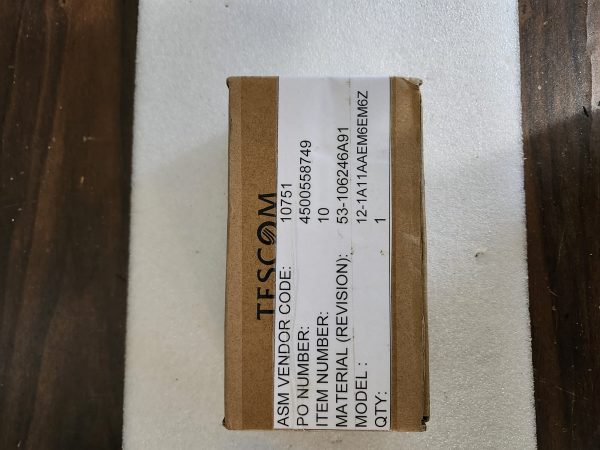 TESCOM
ASM VENDOR CODE: 10751
PO NUMBER: 4500558749
ITEM NUMBER: 10
MATERIAL (REVISION): 53-106246A91
MODEL : 12-1A11AAEM6EM6Z
QTY: 1